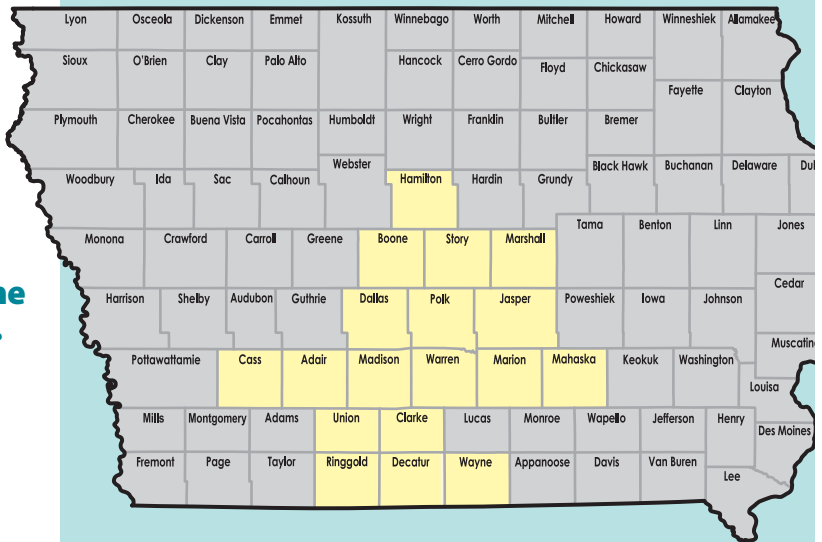 Lyon Osceola Dickenson Emmet Kossuth Winnebago Worth Mitchell Howard Winneshiek Allamakee
Sioux O'Brien Clay Palo Alto Hancock Cerro Gordo Floyd Chickasaw
Fayette Clayton
Plymouth Cherokee Buena Vista Pocahontas Humboldt Wright Franklin Bultler Bremer
Webster Black Hawk Buchanan Delaware Du
Woodbury Ida Sac Calhoun Hamilton Hardin Grundy
Tama Benton Linn Jones
Monona Crawford Carroll Greene Boone Story Marshall
Cedar
ne
Harrison Shelby Audubon Guthrie Dallas Polk Jasper Poweshiek Iowa Johnson
Muscatine
Pottawattamie Cass Adair Madison Warren Marion Mahaska Keokuk Washington
Louisa
Mills Montgomery Adams Union Clarke Lucas Monroe Wapello Jefferson Henry
Des Moines
Fremont Page Taylor Ringgold Decatur Wayne Appanoose Davis Van Buren
Lee